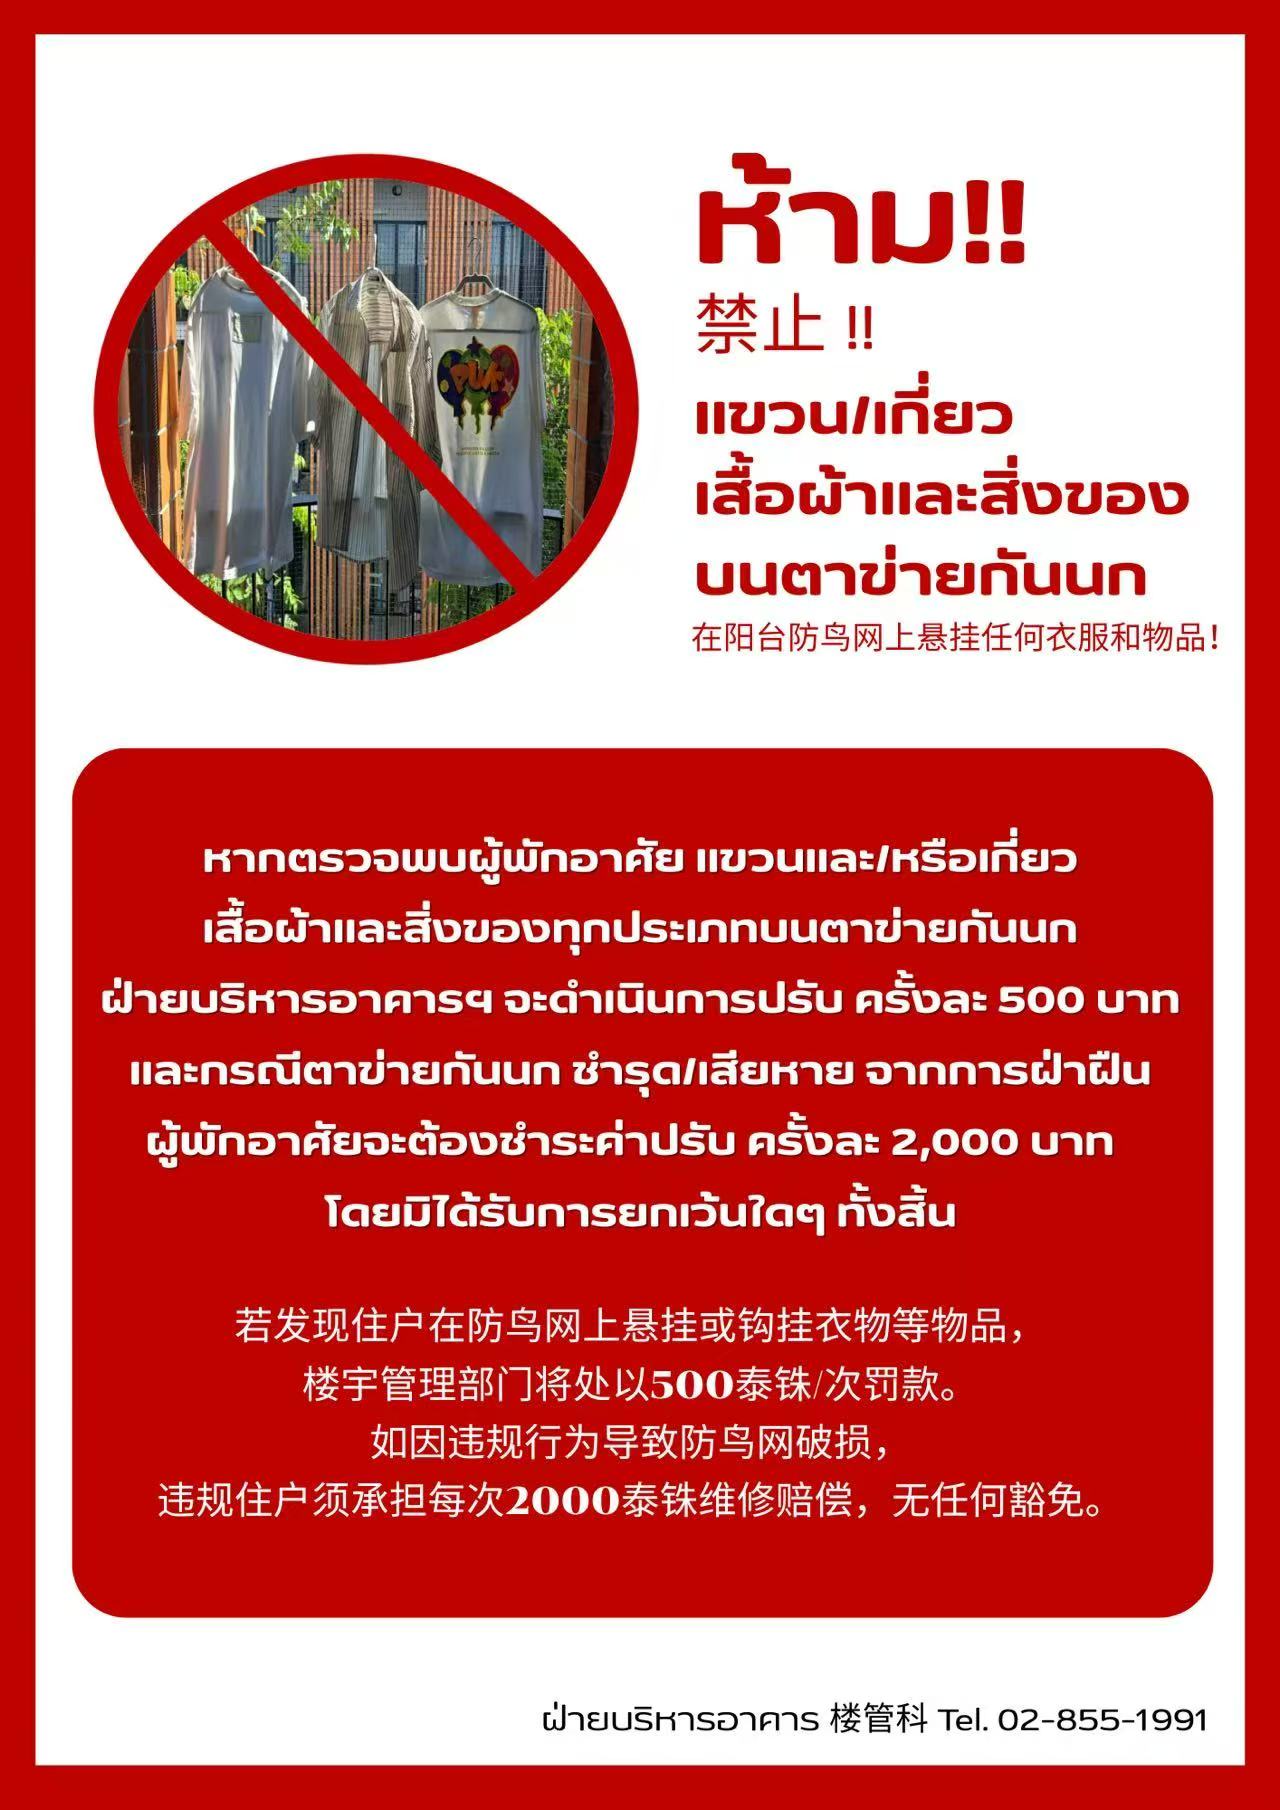 ห้าม!!
禁止 !!
แขวน/เกี่ยว
เสื้อผ้าและสิ่งของ
บนตาข่ายกันนก
在阳台防鸟网上悬挂任何衣服和物品！
PUK
หากตรวจพบผู้พักอาศัย แขวนและ/หรือเกี่ยว
เสื้อผ้าและสิ่งของทุกประเภทบนตาข่ายกันนก
ฝ่ายบริหารอาคารฯ จะดำเนินการปรับ ครั้งละ 500 บาท
และกรณีตาข่ายกันนก ชำรุด/เสียหาย จากการฝ่าฝืน
ผู้พักอาศัยจะต้องชำระค่าปรับ ครั้งละ 2,000 บาท
โดยมิได้รับการยกเว้นใดๆ ทั้งสิ้น
若发现住户在防鸟网上悬挂或钩挂衣物等物品，
楼宇管理部门将处以500泰铢/次罚款。
如因违规行为导致防鸟网破损，
违规住户须承担每次2000泰铢维修赔偿，无任何豁免。
ฝ่ายบริหารอาคาร 楼管科 Tel. 02-855-1991